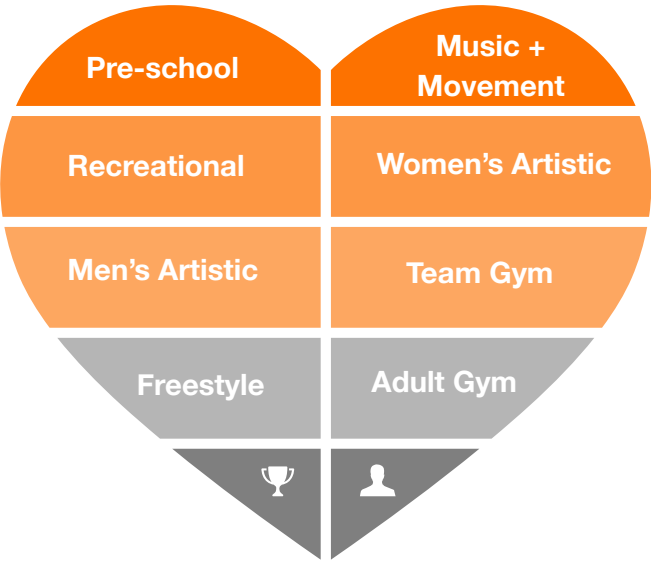 Pre-school
Music +
Movement
Recreational
Women’s Artistic
Men’s Artistic
Team Gym
Freestyle
Adult Gym